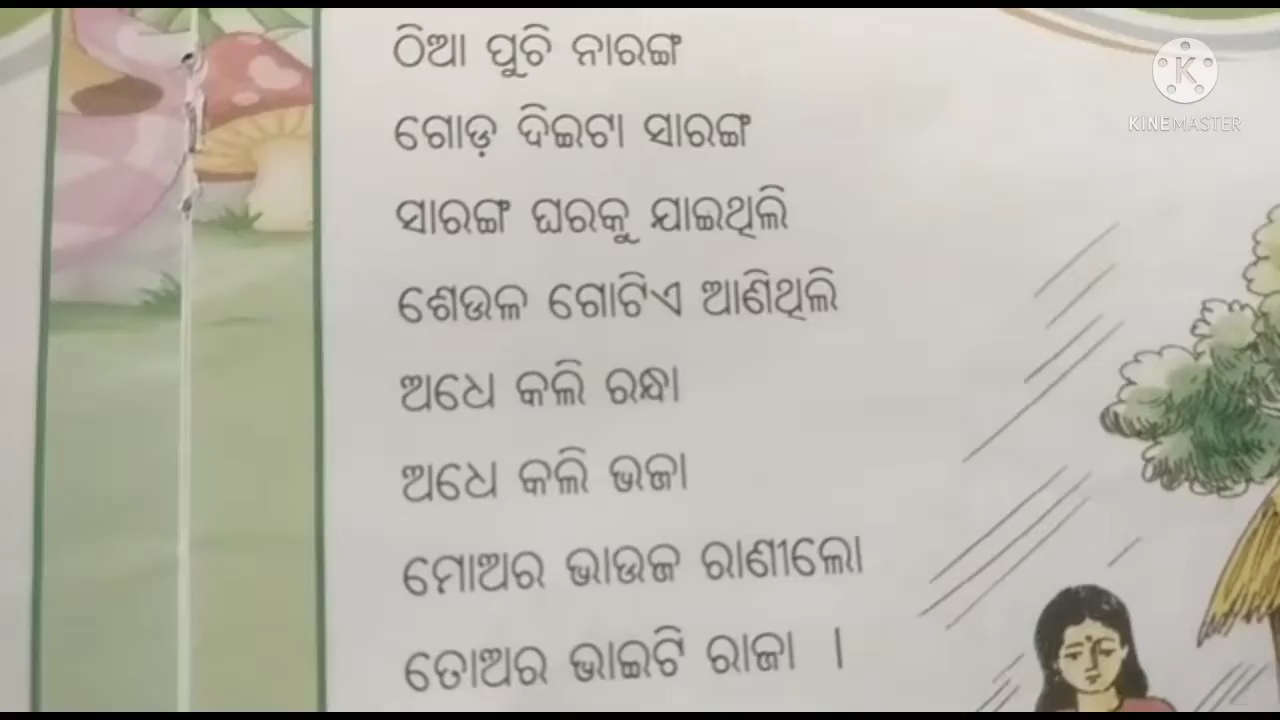 ଠିଆ ପୁଚି ନାରଙ୍ଗ
ଗୋଡ଼ ଦିଇଟା ସାରଙ୍ଗ
ସାରଙ୍ଗ ଘରକୁ ଯାଇଥିଲି
ଶେଉଳ ଗୋଟିଏ ଆଣିଥିଲି
ଅଧେ କଲି ରନ୍ଧା
ଅଧେ କଲି ଭଜା
ମୋଅର ଭାଉଜ ରାଣୀଲୋ
ତୋଅର ଭାଇଟି ରାଜା ।
KINEMASTER